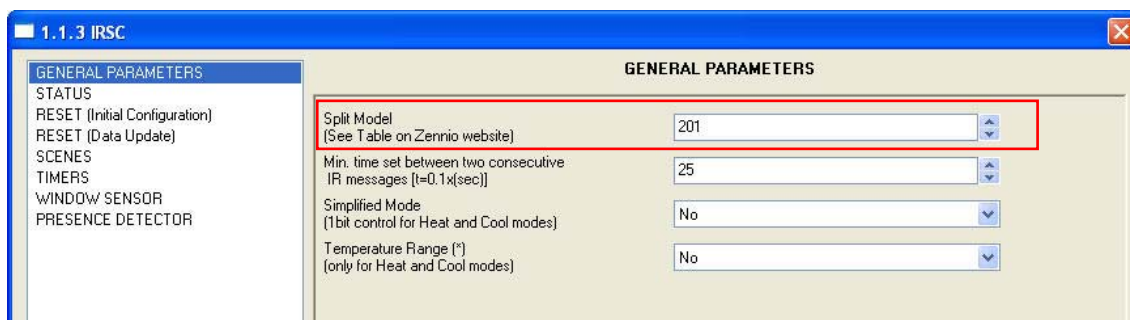 1.1.3 IRSC
GENERAL PARAMETERS
STATUS
RESET (Initial Configuration)
RESET (Data Update)
SCENES
TIMERS
WINDOW SENSOR
PRESENCE DETECTOR
GENERAL PARAMETERS
Split Model
(See Table on Zennio website)
201
Min. time set between two consecutive
IR messages [t=0.1x(sec)]
25
Simplified Mode
(1bit control for Heat and Cool modes)
No
Temperature Range (*)
(only for Heat and Cool modes)
No